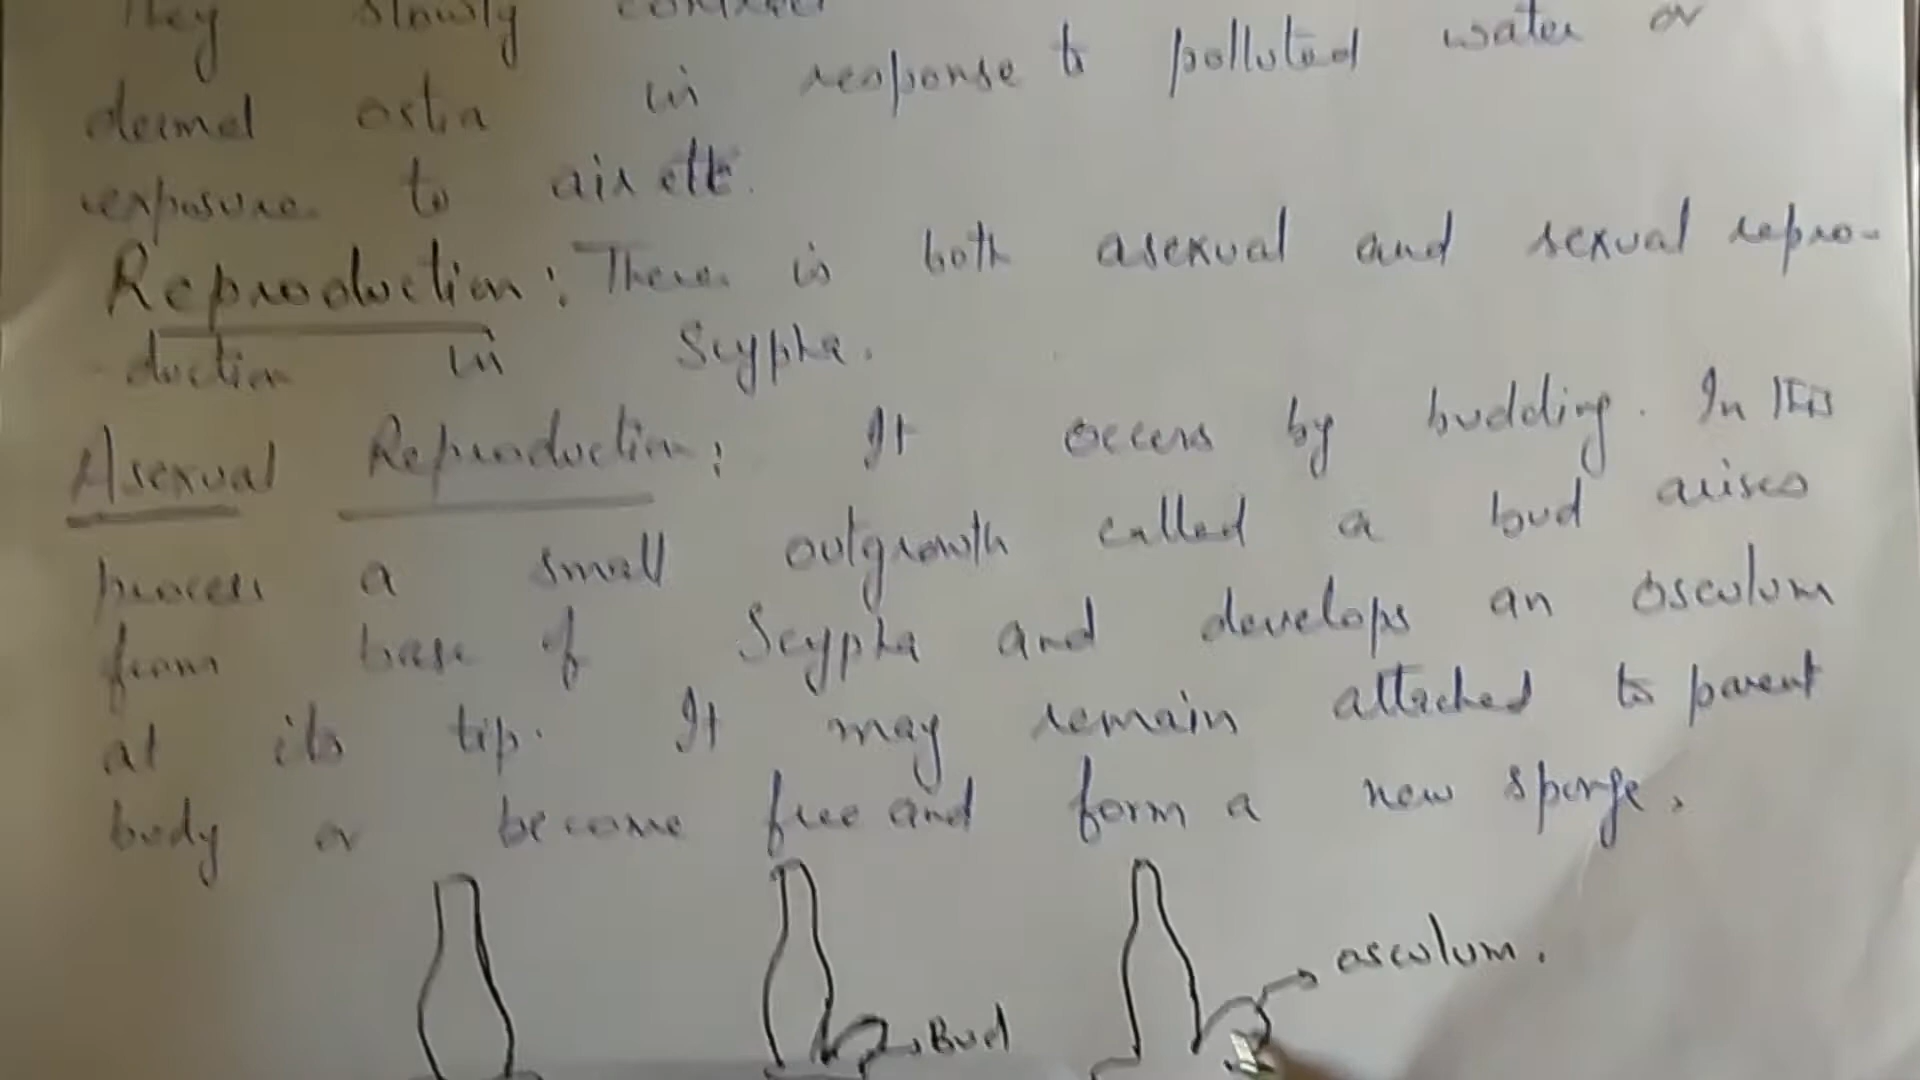 They slowly contract
dermal ostia in response to polluted water or
exposure to air etc.
Reproduction: There is both asexual and sexual repro-
-duction in Scypha.
Asexual Reproduction: It occurs by budding. In this
process a small outgrowth called a bud arises
from base of Scypha and develops an osculum
at its tip. It may remain attached to parent
body or become free and form a new sponge.
osculum.
Bud